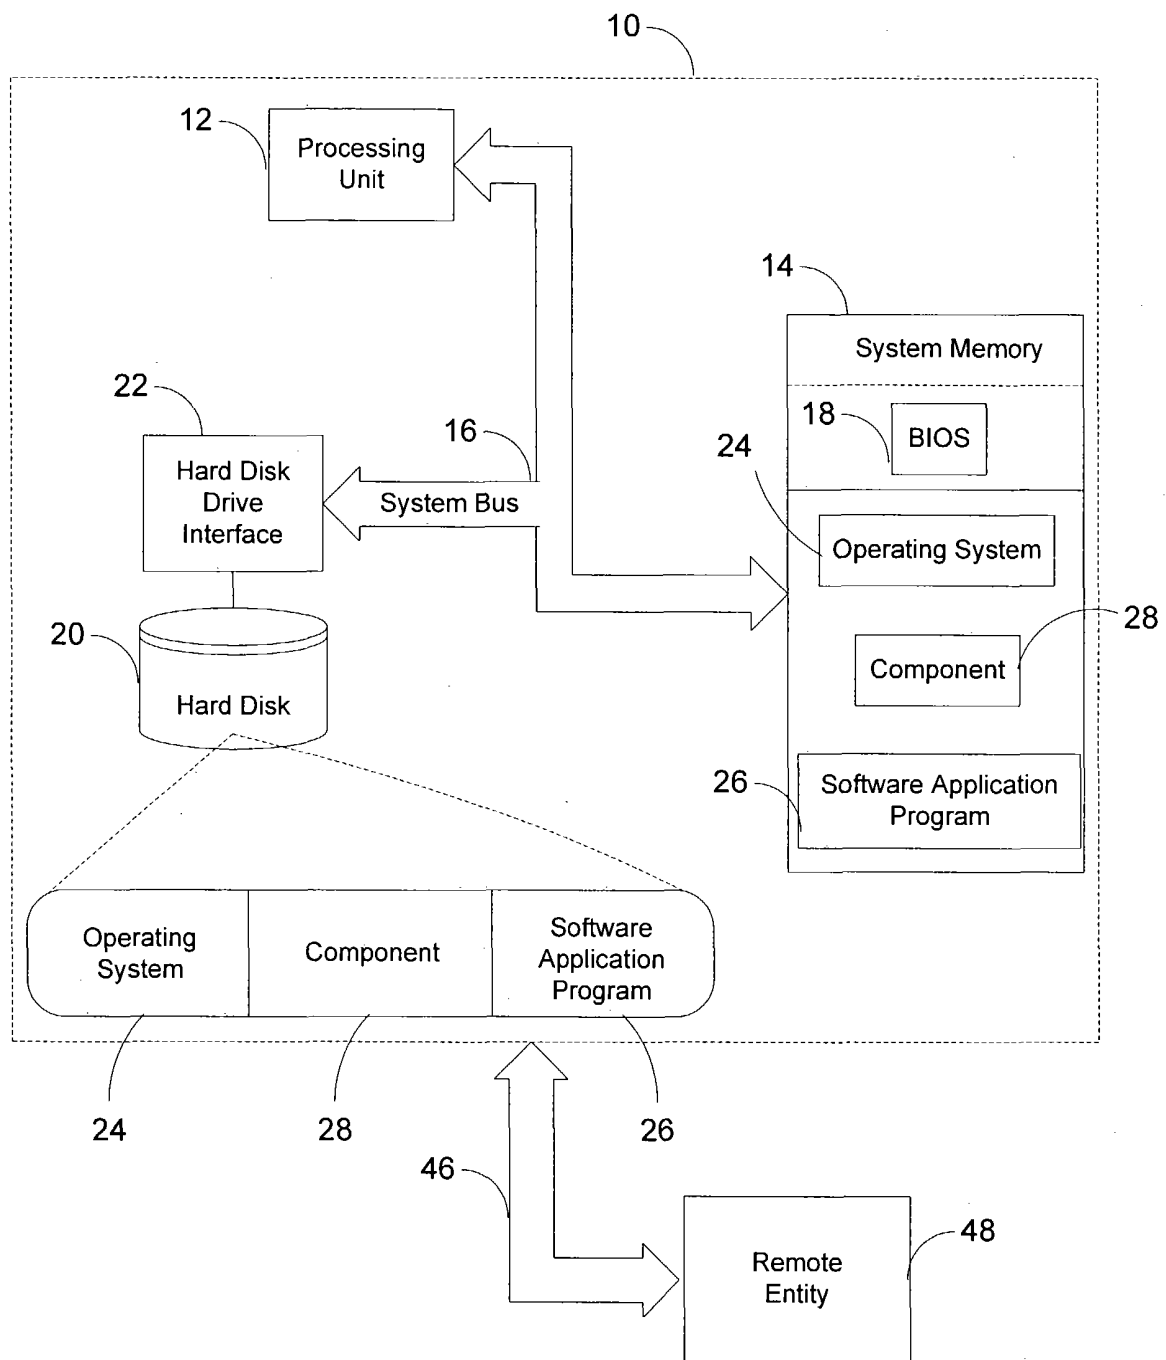 10
12
Processing
Unit
14
System Memory
22
16
18
BIOS
24
Hard Disk
Drive
Interface
System Bus
Operating System
20
Hard Disk
28
Component
26
Software Application
Program
Operating
System
Component
Software
Application
Program
24
28
26
46
48
Remote
Entity